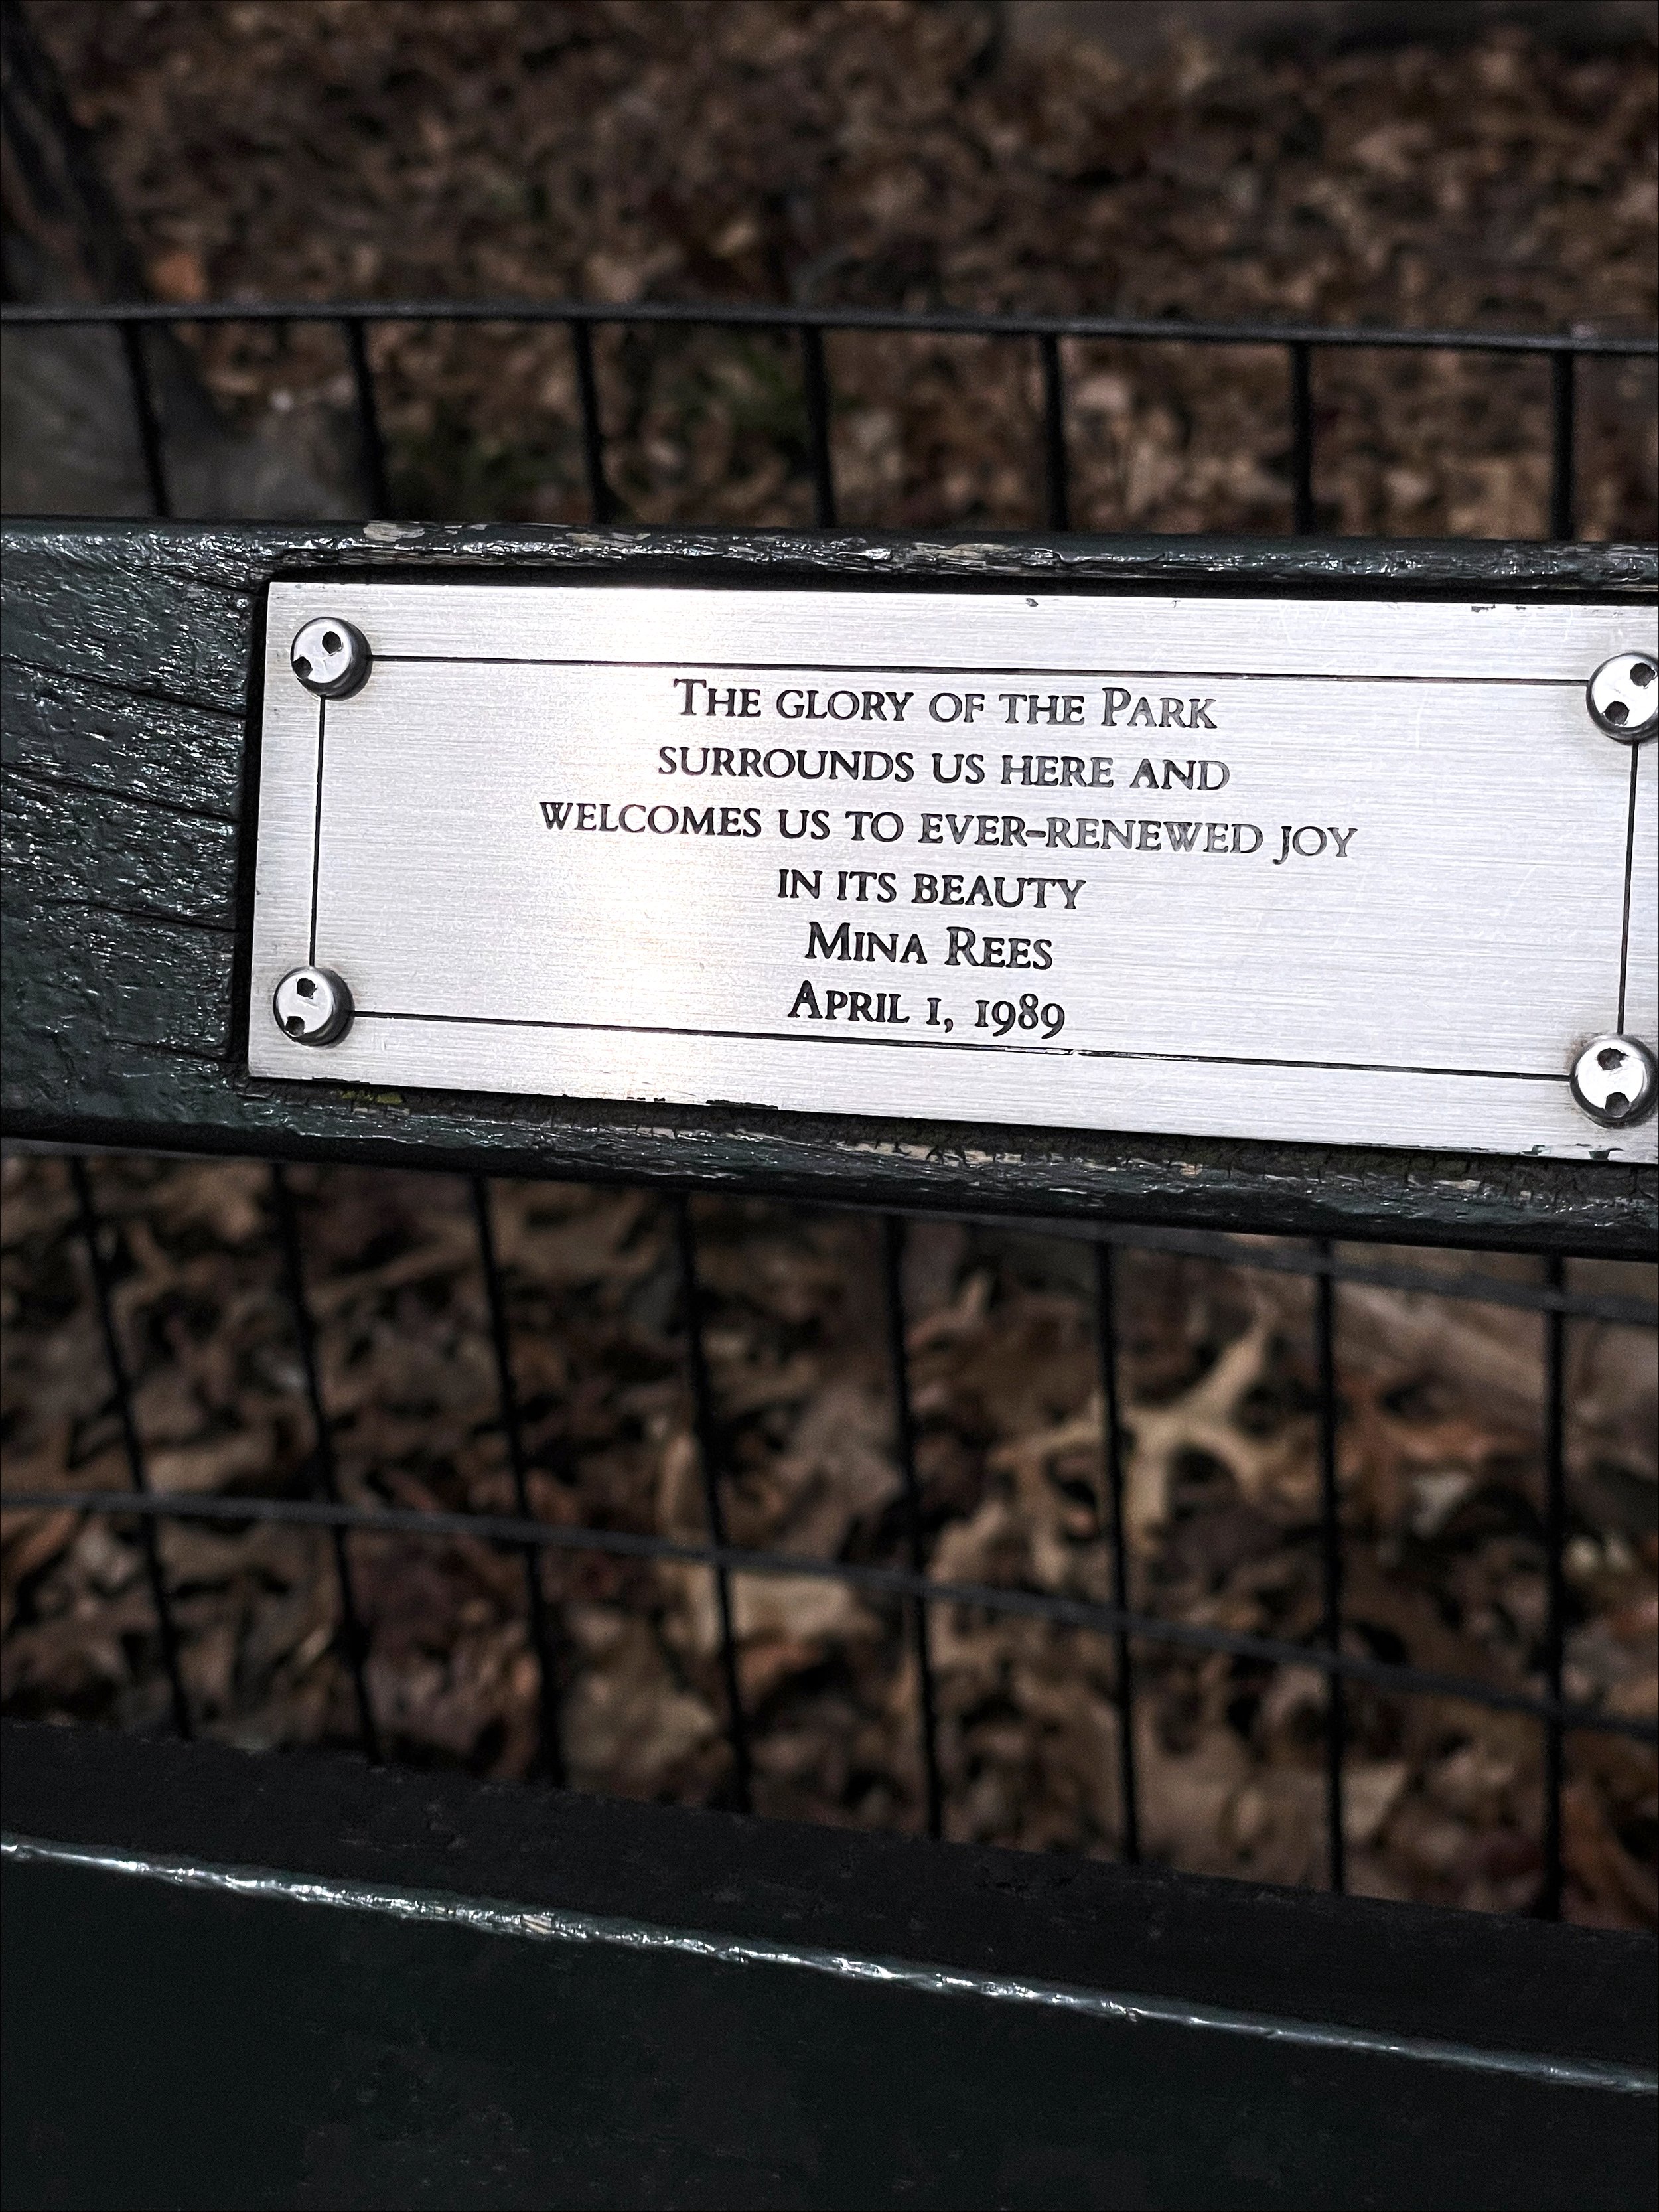 The glory of the Park
surrounds us here and
welcomes us to ever-renewed joy
in its beauty
Mina Rees
April 1, 1989